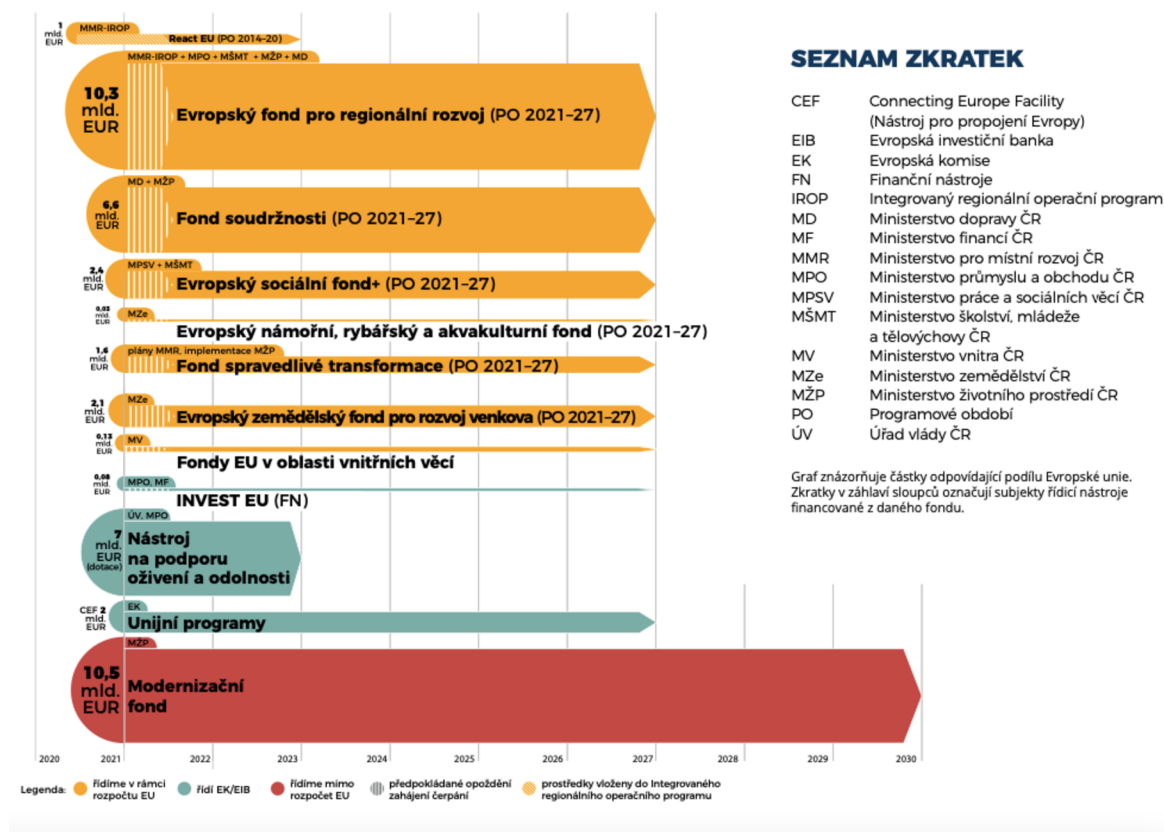 1
mld.
EUR
MMR-IROP
React EU (PO 2014–20)
MMR-IROP + MPO + MŠMT + MŽP + MD
10,3
mld.
EUR
Evropský fond pro regionální rozvoj (PO 2021–27)
MD + MŽP
6,6
mld.
EUR
Fond soudržnosti (PO 2021–27)
MPSV + MŠMT
2,4
mld.
EUR
Evropský sociální fond+ (PO 2021–27)
0,03
mld.
EUR
MZe
Evropský námořní, rybářský a akvakulturní fond (PO 2021–27)
plány MMR, implementace MŽP
1,6
mld.
EUR
Fond spravedlivé transformace (PO 2021–27)
MZe
2,1
mld.
EUR
Evropský zemědělský fond pro rozvoj venkova (PO 2021–27)
0,13
mld.
EUR
MV
Fondy EU v oblasti vnitřních věcí
0,08
mld.
EUR
MPO, MF
INVEST EU (FN)
ÚV, MPO
7
mld.
EUR
(dotace)
Nástroj
na podporu
oživení a odolnosti
EK
CEF 2
mld.
EUR
Unijní programy
MŽP
10,5
mld.
EUR
Modernizační
fond
2020 2021 2022 2023 2024 2025 2026 2027 2028 2029 2030
Legenda:
řídíme v rámci
rozpočtu EU
řídí EK/EIB
řídíme mimo
rozpočet EU
předpokládané opoždění
zahájení čerpání
prostředky vloženy do Integrovaného
regionálního operačního programu
SEZNAM ZKRATEK
CEF Connecting Europe Facility
(Nástroj pro propojení Evropy)
EIB Evropská investiční banka
EK Evropská komise
FN Finanční nástroje
IROP Integrovaný regionální operační program
MD Ministerstvo dopravy ČR
MF Ministerstvo financí ČR
MMR Ministerstvo pro místní rozvoj ČR
MPO Ministerstvo průmyslu a obchodu ČR
MPSV Ministerstvo práce a sociálních věcí ČR
MŠMT Ministerstvo školství, mládeže
a tělovýchovy ČR
MV Ministerstvo vnitra ČR
MZe Ministerstvo zemědělství ČR
MŽP Ministerstvo životního prostředí ČR
PO Programové období
ÚV Úřad vlády ČR
Graf znázorňuje částky odpovídající podílu Evropské unie.
Zkratky v záhlaví sloupců označují subjekty řídicí nástroje
financované z daného fondu.